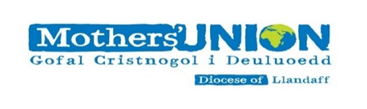 Mothers' UNION
Gofal Cristnogol i Deuluoedd
Diocese of Llandaff